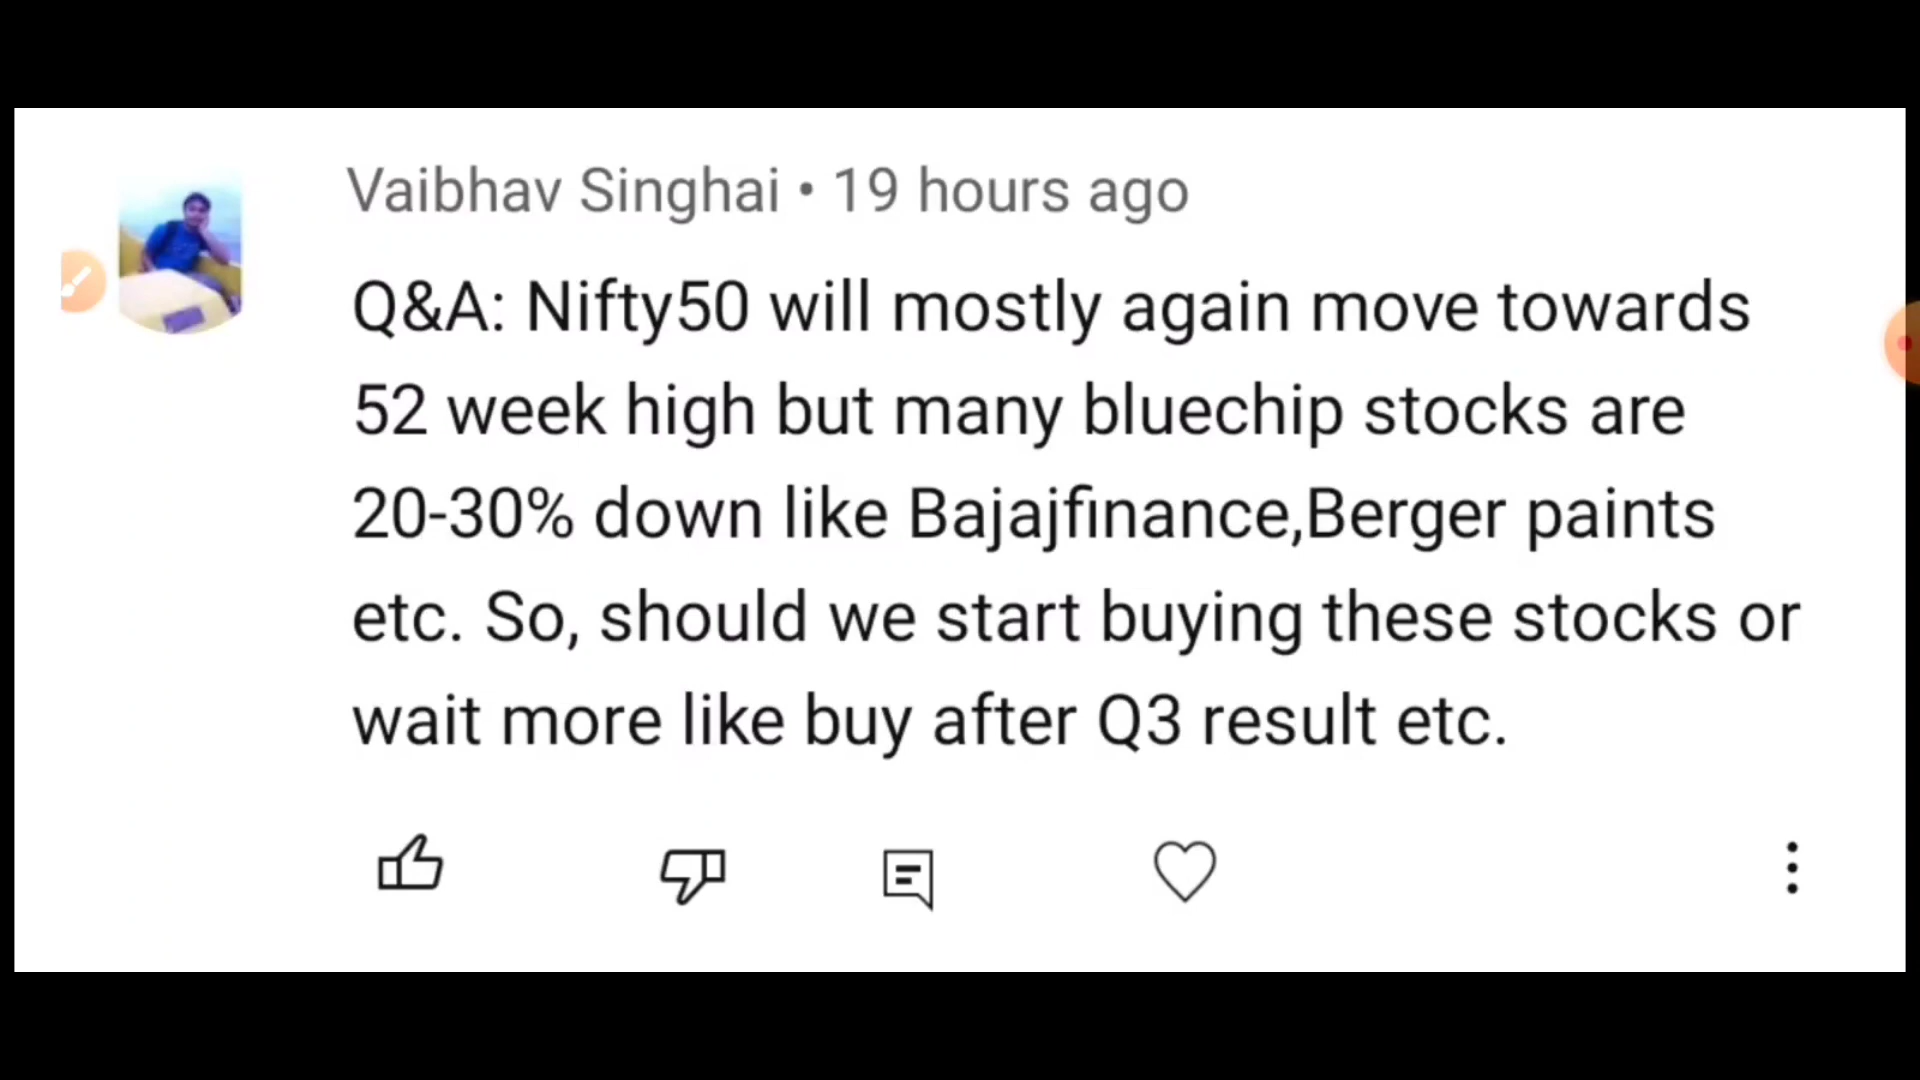 Vaibhav Singhai • 19 hours ago
Q&A: Nifty50 will mostly again move towards
52 week high but many bluechip stocks are
20-30% down like Bajajfinance,Berger paints
etc. So, should we start buying these stocks or
wait more like buy after Q3 result etc.